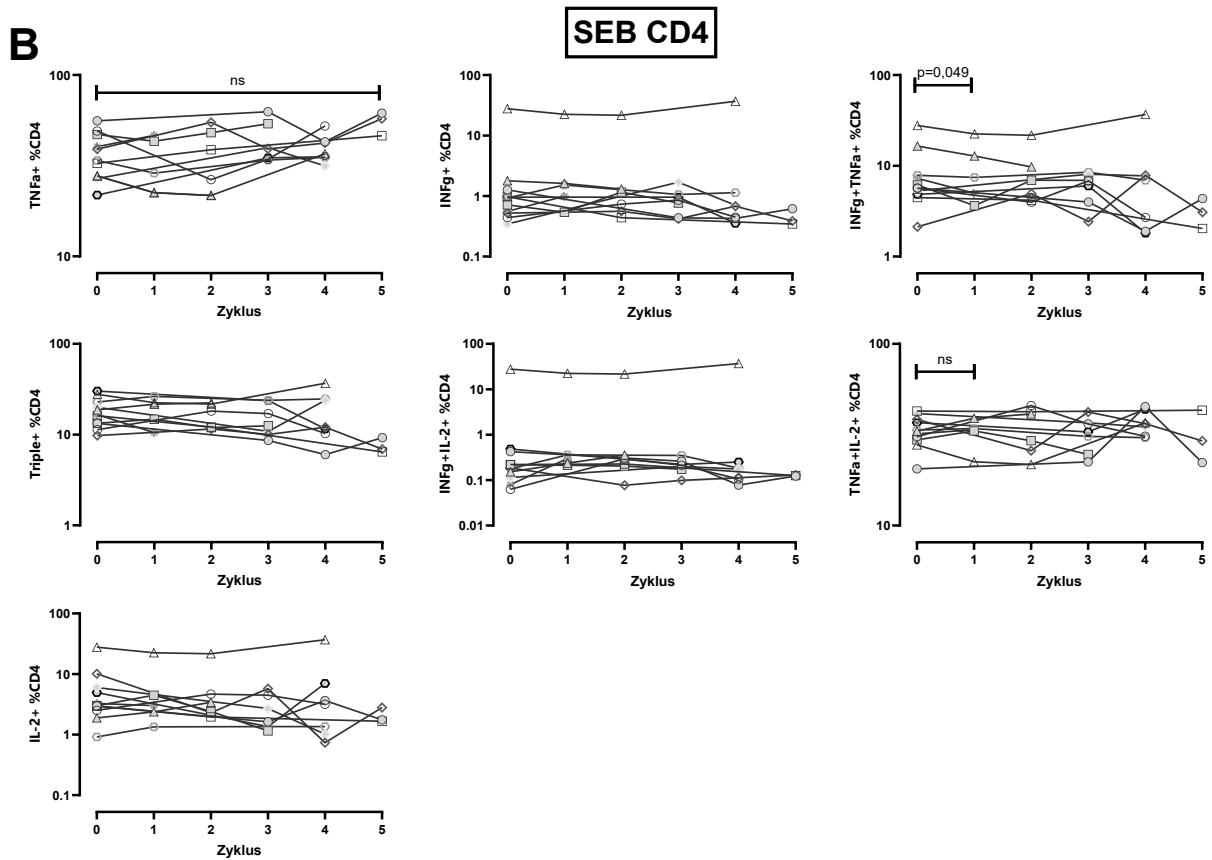 B
SEB CD4
TNFa+ %CD4
100
10
ns
0 1 2 3 4 5
Zyklus
INFg+ %CD4
100
10
1
0.1
0 1 2 3 4 5
Zyklus
INFg+TNFa+ %CD4
100
10
1
p=0,049
0 1 2 3 4 5
Zyklus
Triple+ %CD4
100
10
1
0 1 2 3 4 5
Zyklus
INFg+IL-2+ %CD4
100
10
1
0.1
0.01
0 1 2 3 4 5
Zyklus
TNFa+IL-2+ %CD4
100
10
ns
0 1 2 3 4 5
Zyklus
IL-2+ %CD4
100
10
1
0.1
0 1 2 3 4 5
Zyklus